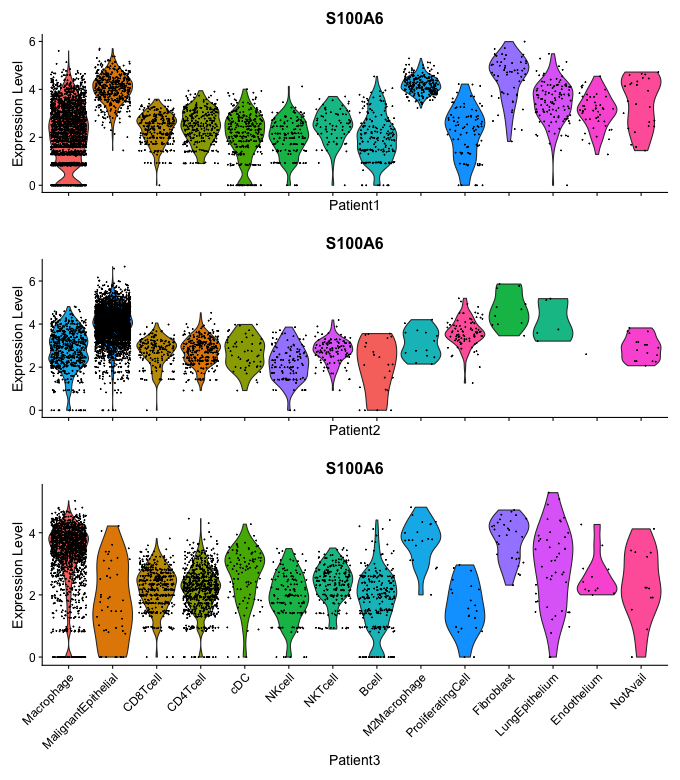 S100A6
Expression Level
6
4
2
0
Patient1
S100A6
Expression Level
6
4
2
0
Patient2
S100A6
Expression Level
4
2
0
Macrophage
MalignantEpithelial
CD8Tcell
CD4Tcell
cDC
NKcell
NKTcell
Bcell
M2Macrophage
ProliferatingCell
Fibroblast
LungEpithelium
Endothelium
NotAvail
Patient3